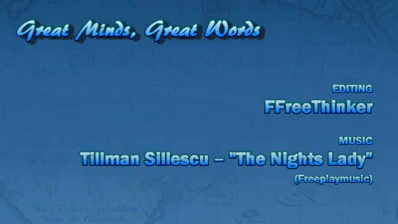 Great Minds, Great Words
EDITING
FFreeThinker
MUSIC
Tillman Sillescu – "The Nights Lady"
(Freeplaymusic)